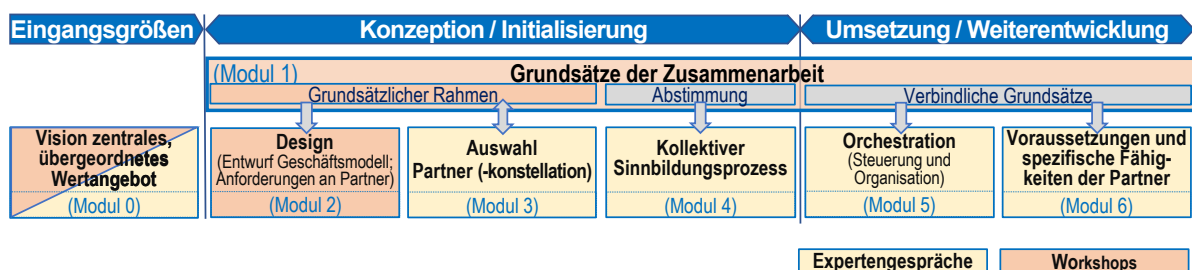 Eingangsgrößen
Konzeption / Initialisierung
Umsetzung / Weiterentwicklung
(Modul 1)
Grundsätze der Zusammenarbeit
Grundsätzlicher Rahmen
Abstimmung
Verbindliche Grundsätze
Vision zentrales,
übergeordnetes
Wertangebot
(Modul 0)
Design
(Entwurf Geschäftsmodell;
Anforderungen an Partner)
(Modul 2)
Auswahl
Partner (-konstellation)
(Modul 3)
Kollektiver
Sinnbildungsprozess
(Modul 4)
Orchestration
(Steuerung und
Organisation)
(Modul 5)
Voraussetzungen und
spezifische Fähig-
keiten der Partner
(Modul 6)
Expertengespräche
Workshops